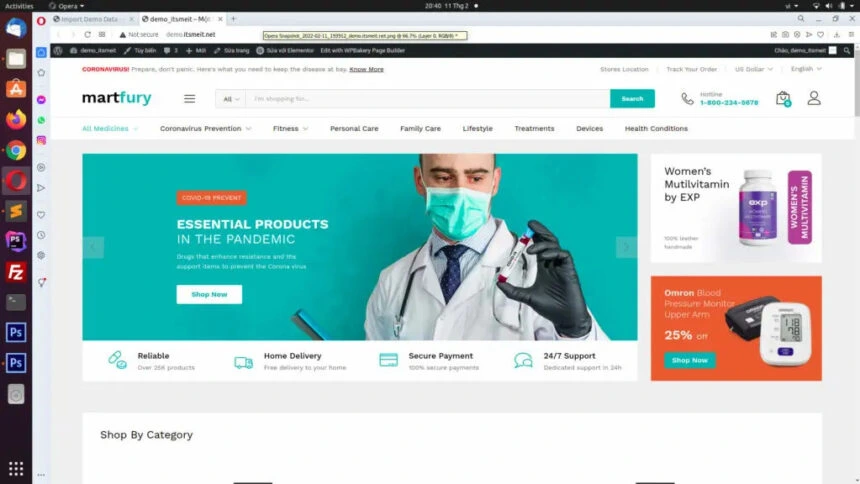 Activities
Opera
20:40 11 Thg 2
vi
Import Demo Data
demo_itsmeit – Một
Not secure
demo.itsmeit.net
Opera Snapshot_2022-02-11_193552_demo.itsmeit.net.png @ 66.7% (Layer 0, RGB/8) *
demo_itsmeit
Tùy biến
3
Mới
Sửa trang
Sửa với Elementor
Edit with WPBakery Page Builder
Chào, demo_itsmeit
CORONAVIRUS! Prepare, don't panic. Here's what you need to keep the disease at bay. Know More
Stores Location
Track Your Order
US Dollar
English
martfury
All
I'm shopping for...
Search
Hotline
1-800-234-5678
0
All Medicines
Coronavirus Prevention
Fitness
Personal Care
Family Care
Lifestyle
Treatments
Devices
Health Conditions
COVID-19 PREVENT
ESSENTIAL PRODUCTS
IN THE PANDEMIC
Drugs that enhance resistance and the
support items to prevent the Corona virus
Shop Now
Women's
Mutilvitamin
by EXP
100% leather
handmade
exp
WOMEN'S
MULTIVITAMIN
Omron Blood
Pressure Monitor
Upper Arm
25% off
Shop Now
Reliable
Over 25K products
Home Delivery
Free delivery to your home
Secure Payment
100% secure payments
24/7 Support
Dedicated support in 24h
Shop By Category